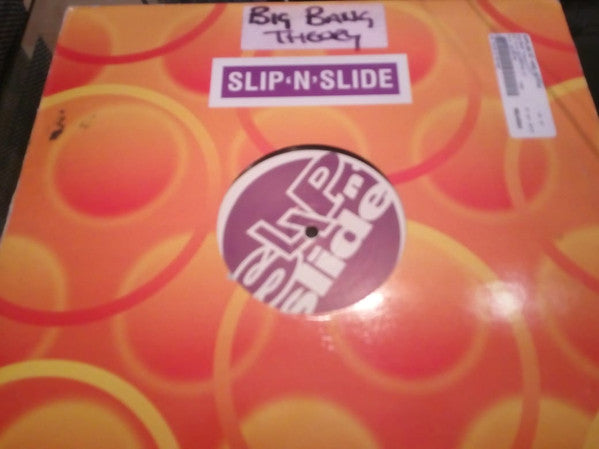 BIG BANG
THEORY
SLIP·N·SLIDE
SLIP
n'
Slide